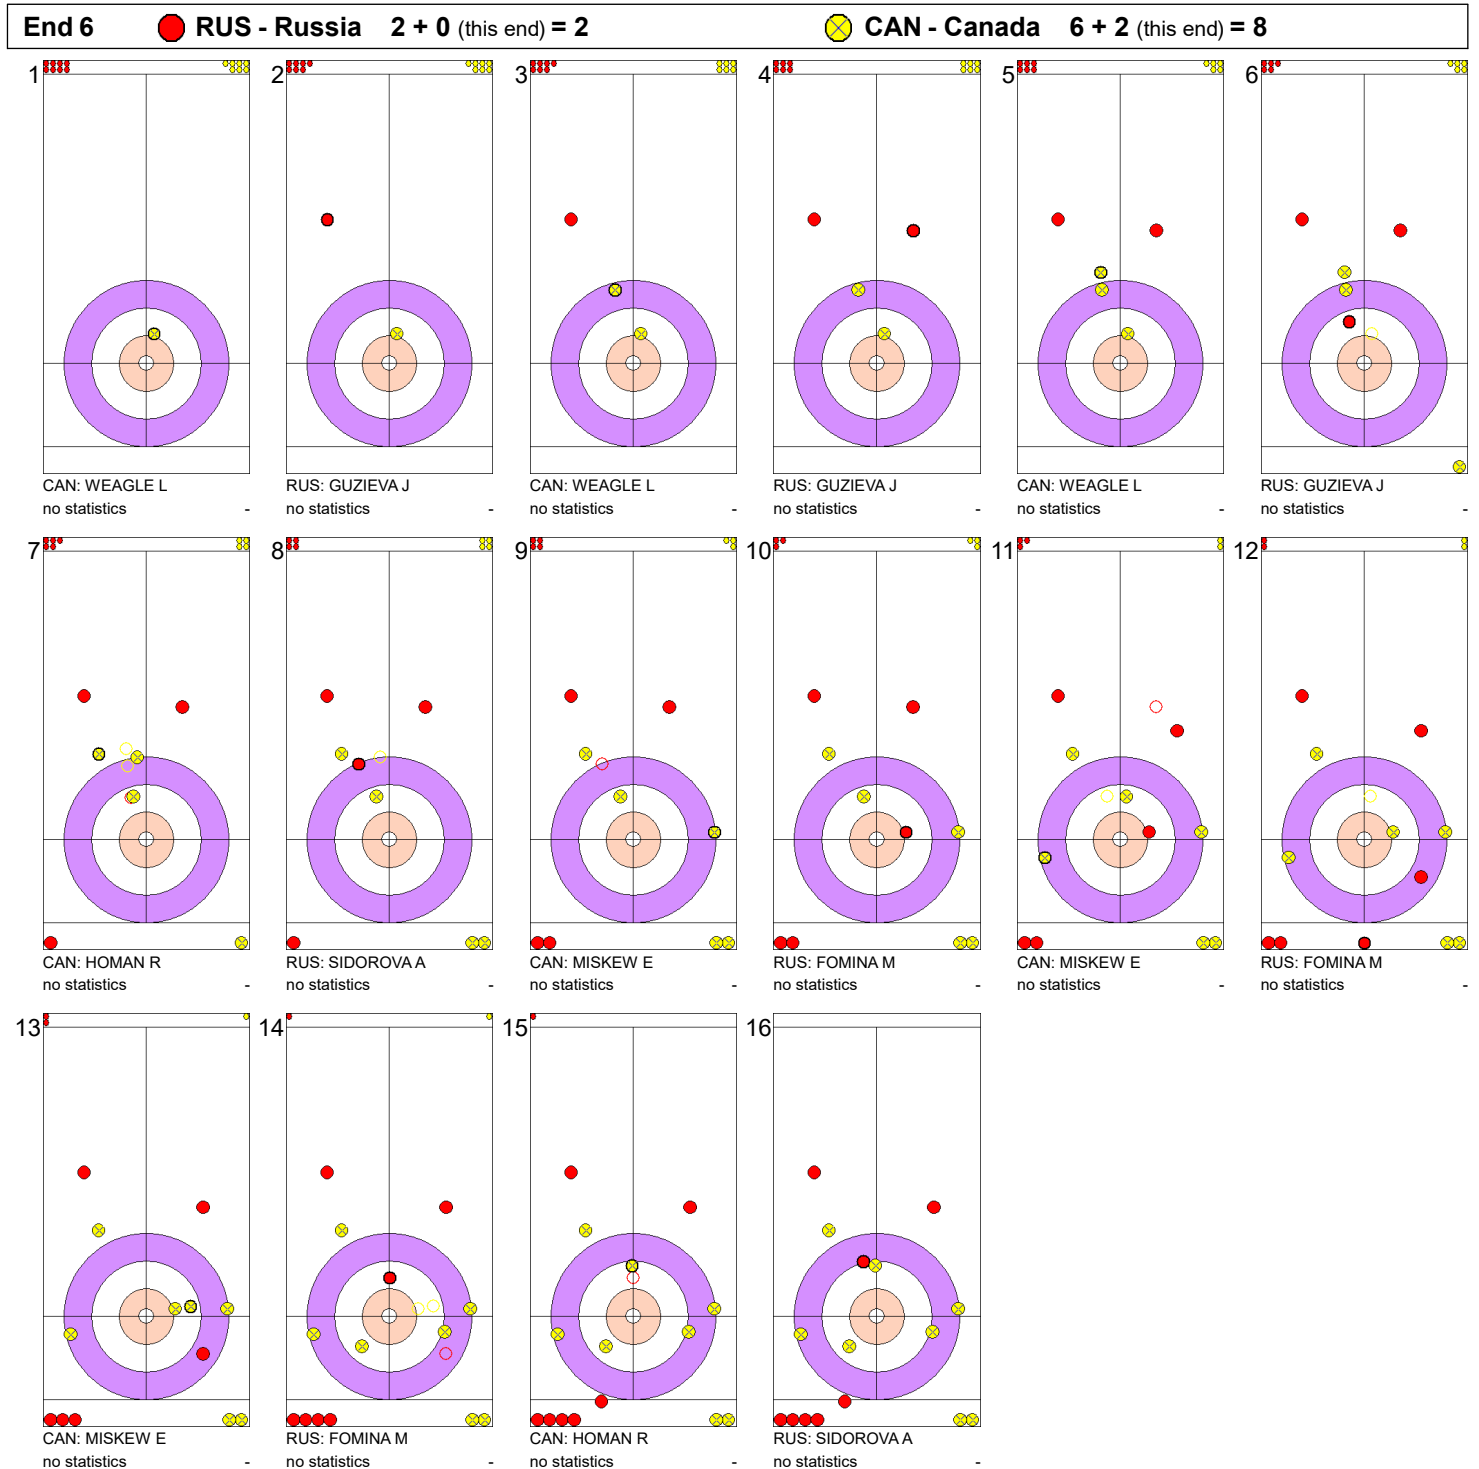 End 6 RUS - Russia 2 + 0 (this end) = 2 CAN - Canada 6 + 2 (this end) = 8
1 2 3 4 5 6
CAN: WEAGLE L RUS: GUZIEVA J CAN: WEAGLE L RUS: GUZIEVA J CAN: WEAGLE L RUS: GUZIEVA J
no statistics - no statistics - no statistics - no statistics - no statistics - no statistics -
7 8 9 10 11 12
CAN: HOMAN R RUS: SIDOROVA A CAN: MISKEW E RUS: FOMINA M CAN: MISKEW E RUS: FOMINA M
no statistics - no statistics - no statistics - no statistics - no statistics - no statistics -
13 14 15 16
CAN: MISKEW E RUS: FOMINA M CAN: HOMAN R RUS: SIDOROVA A
no statistics - no statistics - no statistics - no statistics -